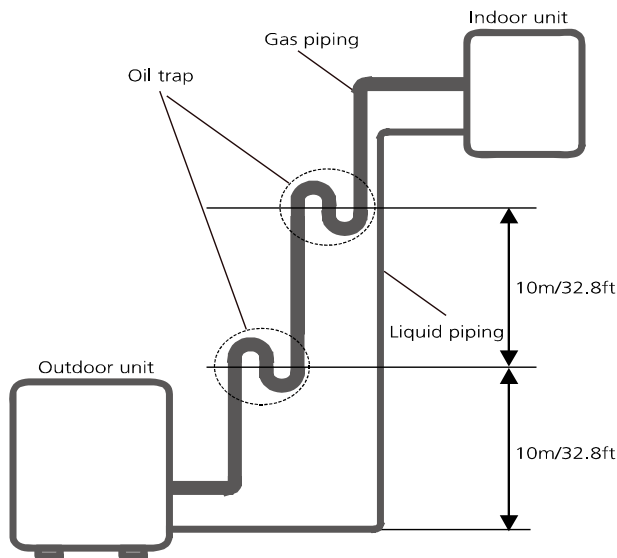 Indoor unit
Gas piping
Oil trap
10m/32.8ft
Liquid piping
Outdoor unit
10m/32.8ft